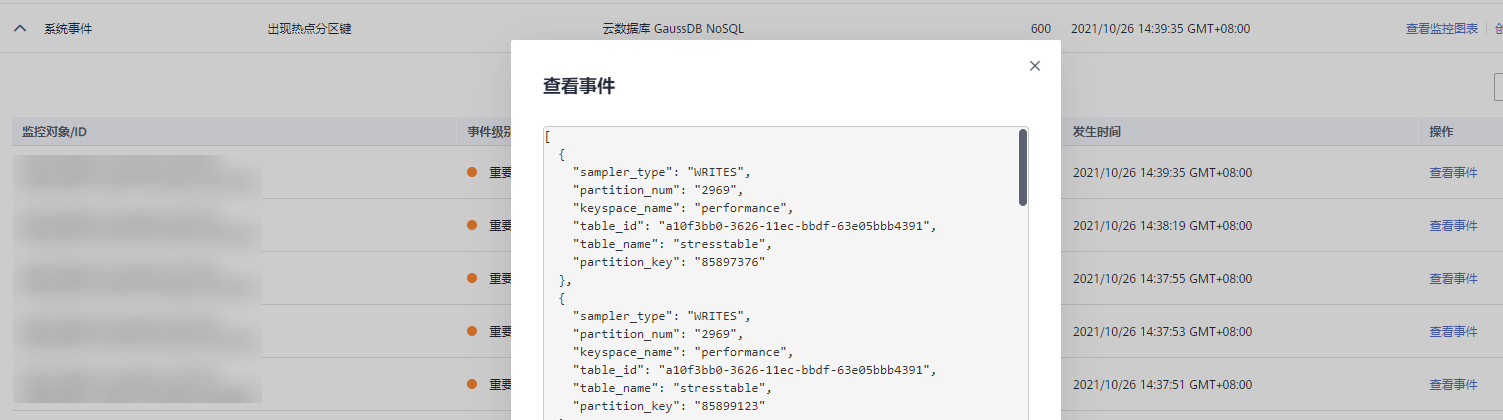 系统事件 出现热点分区键 云数据库 GaussDB NoSQL 600 2021/10/26 14:39:35 GMT+08:00 查看监控图表
查看事件
监控对象/ID 事件级别 发生时间 操作
重要 2021/10/26 14:39:35 GMT+08:00 查看事件
重要 2021/10/26 14:38:19 GMT+08:00 查看事件
重要 2021/10/26 14:37:55 GMT+08:00 查看事件
重要 2021/10/26 14:37:53 GMT+08:00 查看事件
重要 2021/10/26 14:37:51 GMT+08:00 查看事件
[
{
"sampler_type": "WRITES",
"partition_num": "2969",
"keyspace_name": "performance",
"table_id": "a10f3bb0-3626-11ec-bbdf-63e05bbb4391",
"table_name": "stresstable",
"partition_key": "85897376"
},
{
"sampler_type": "WRITES",
"partition_num": "2969",
"keyspace_name": "performance",
"table_id": "a10f3bb0-3626-11ec-bbdf-63e05bbb4391",
"table_name": "stresstable",
"partition_key": "85899123"